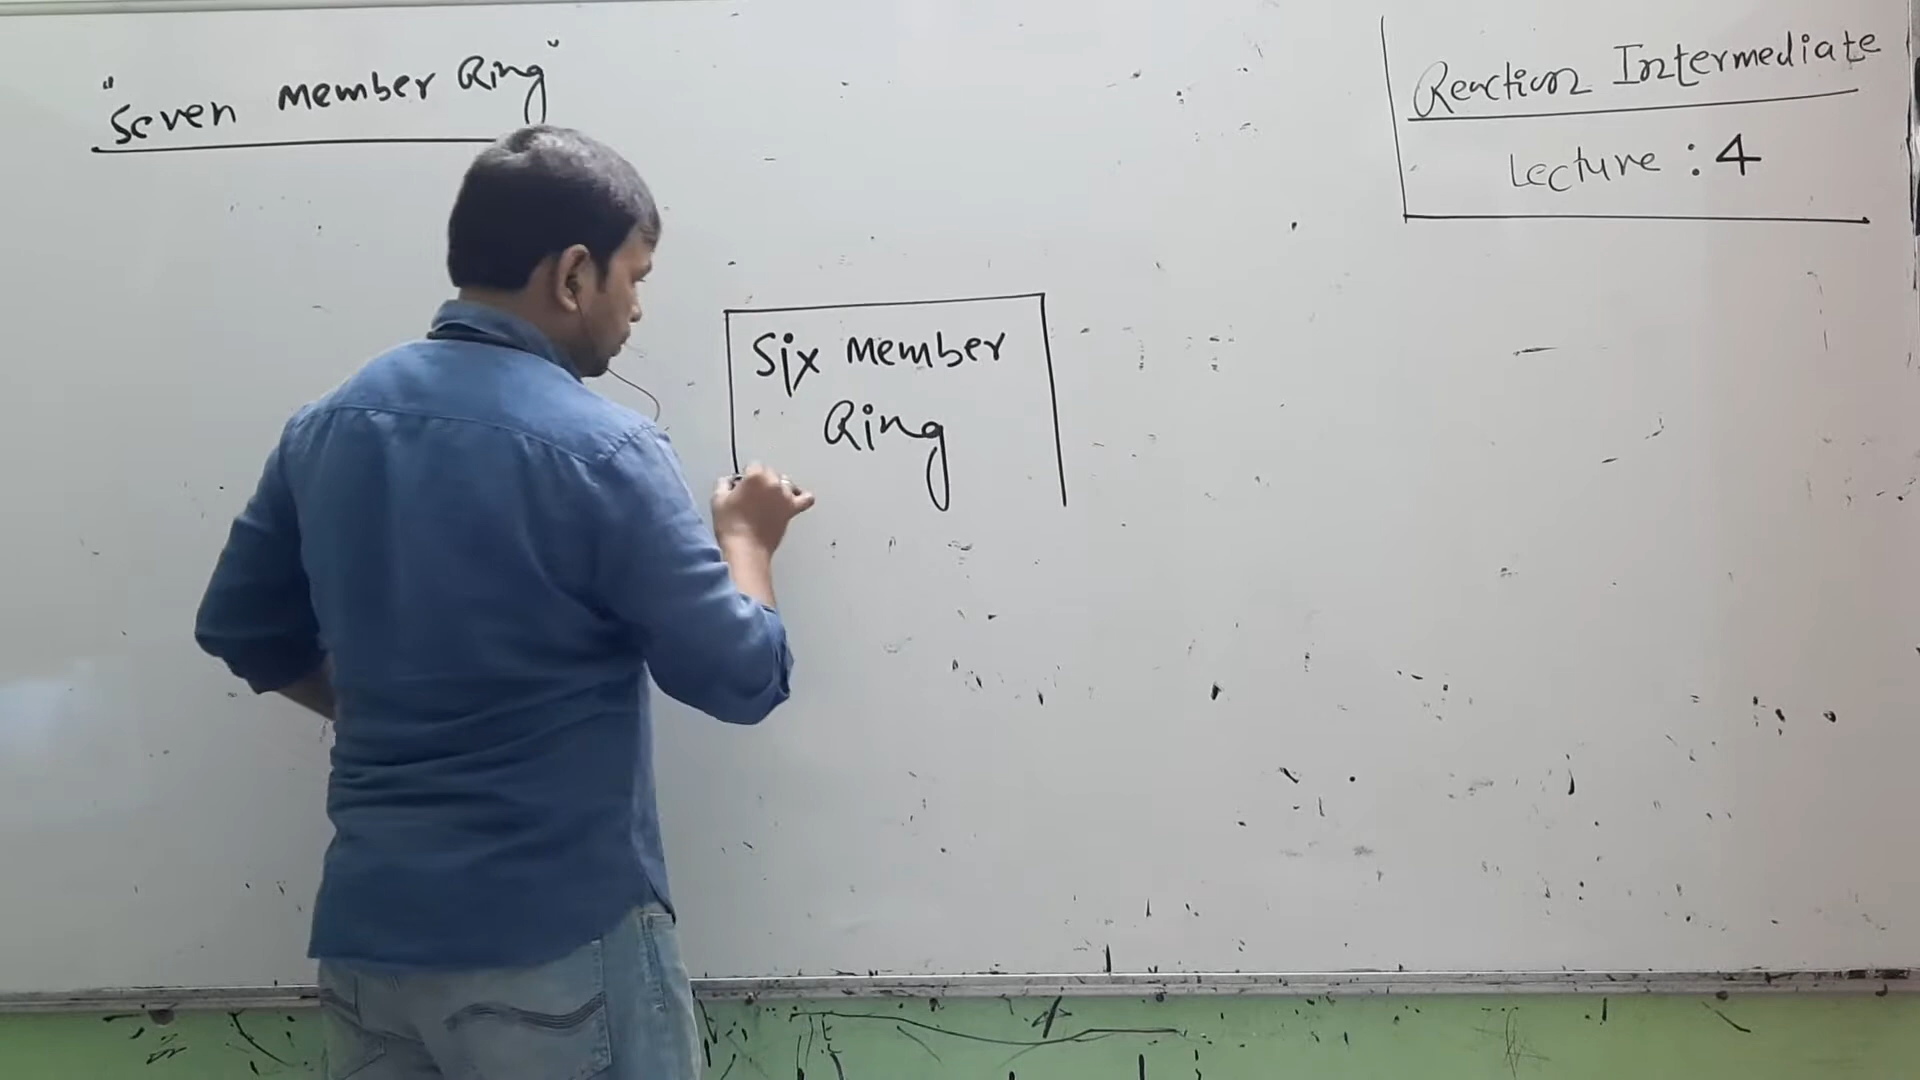 "Seven member Ring"
Reaction Intermediate
Lecture : 4
Six member
Ring